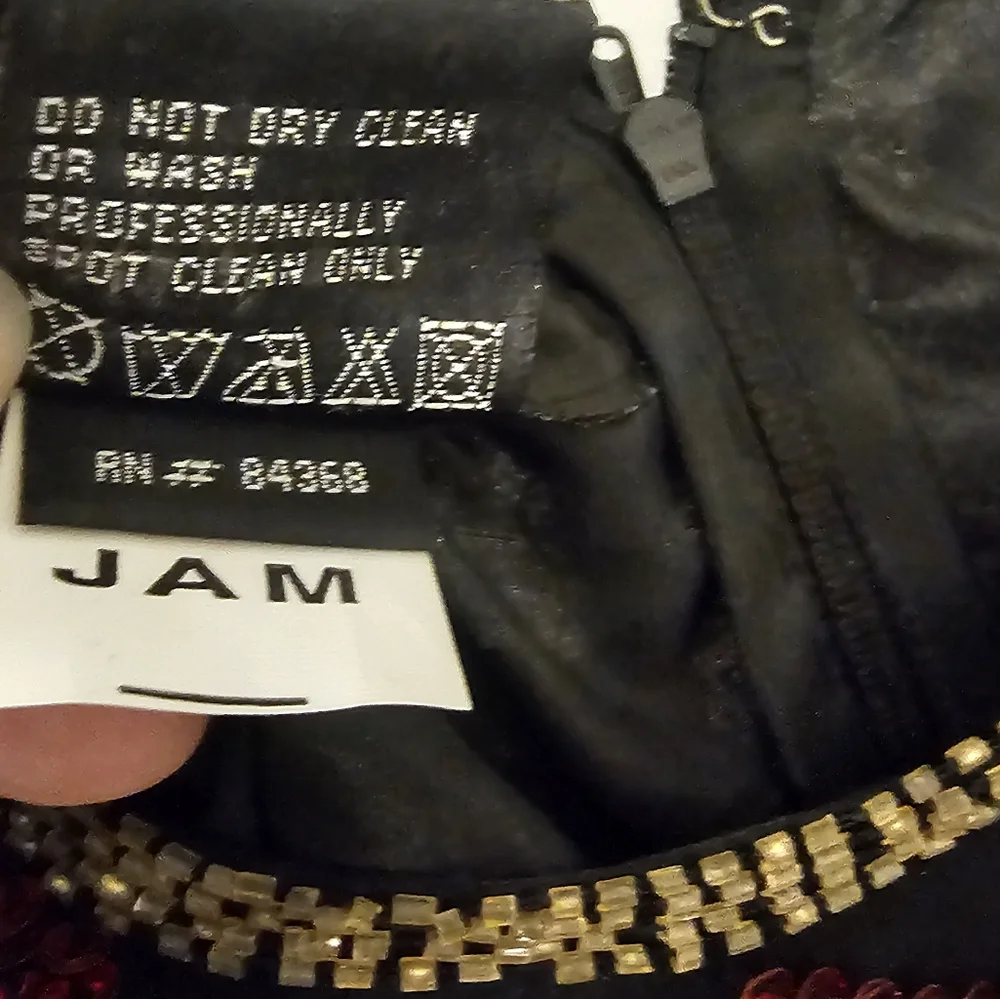 DO NOT DRY CLEAN
OR WASH
PROFESSIONALLY
SPOT CLEAN ONLY
RN# 84368
JAM